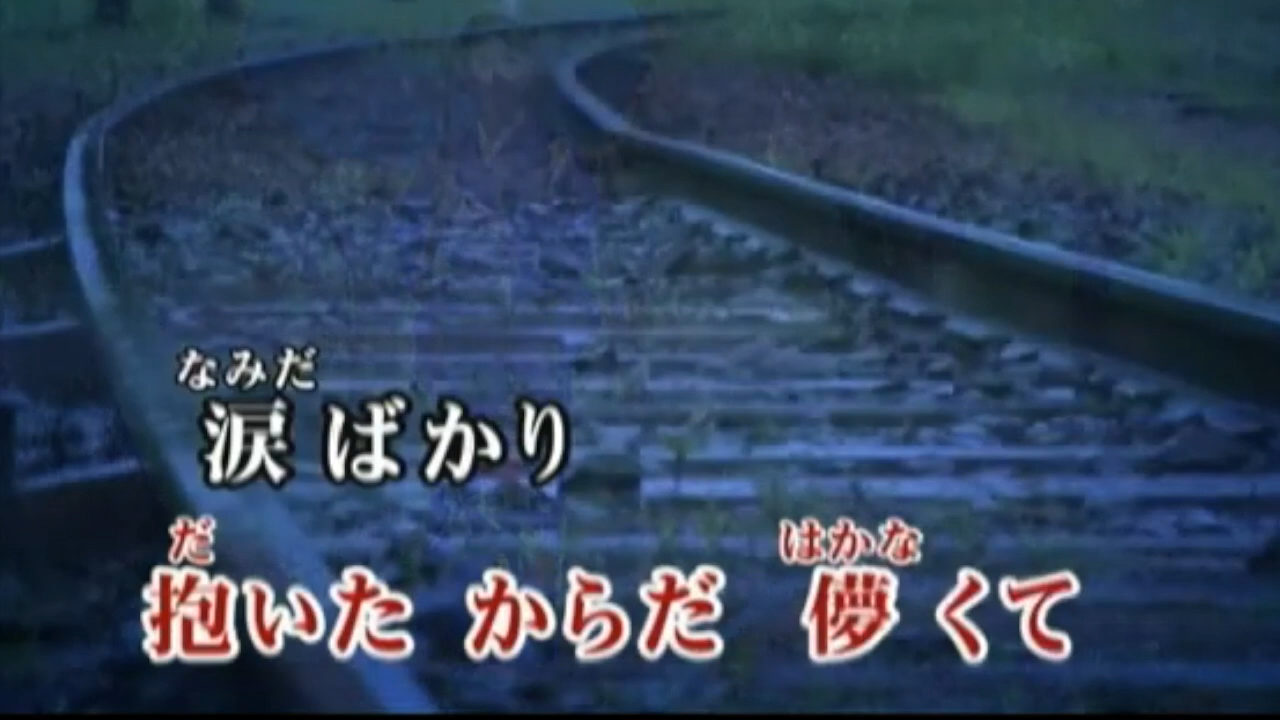 なみだ
涙 ばかり
だ はかな
抱いた からだ 儚くて